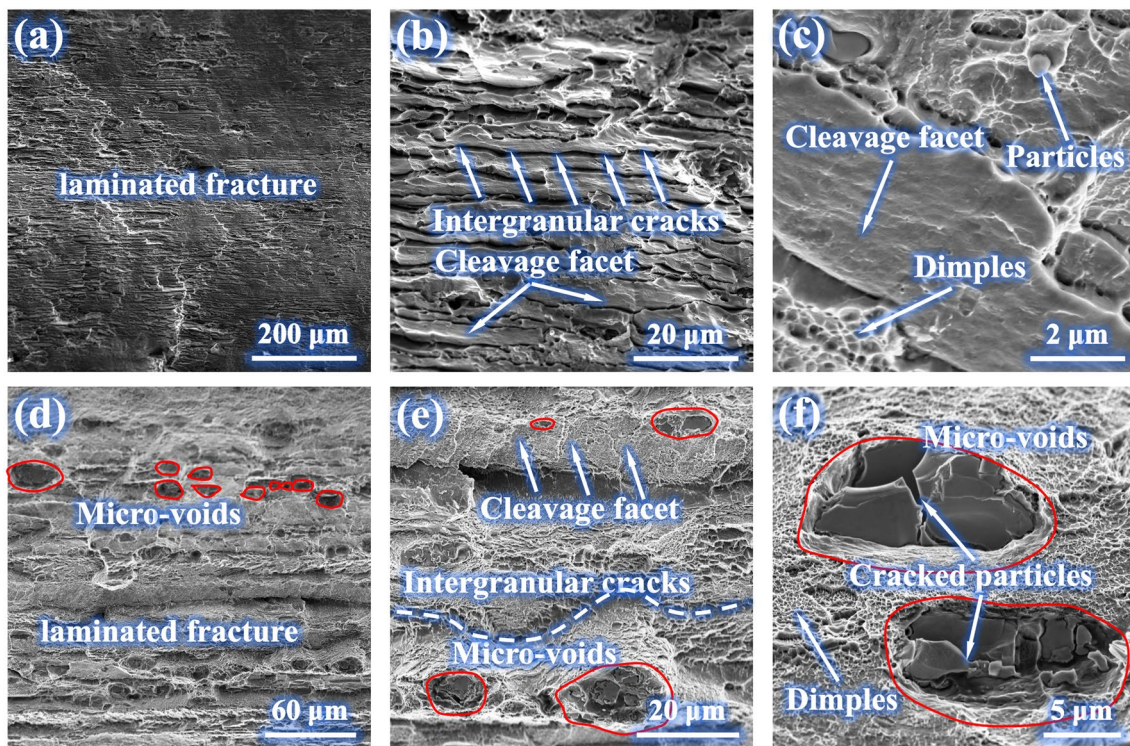 (a)
laminated fracture
200 μm
(b)
Intergranular cracks
Cleavage facet
20 μm
(c)
Cleavage facet
Particles
Dimples
2 μm
(d)
Micro-voids
laminated fracture
60 μm
(e)
Cleavage facet
Intergranular cracks
Micro-voids
20 μm
(f)
Micro-voids
Cracked particles
Dimples
5 μm